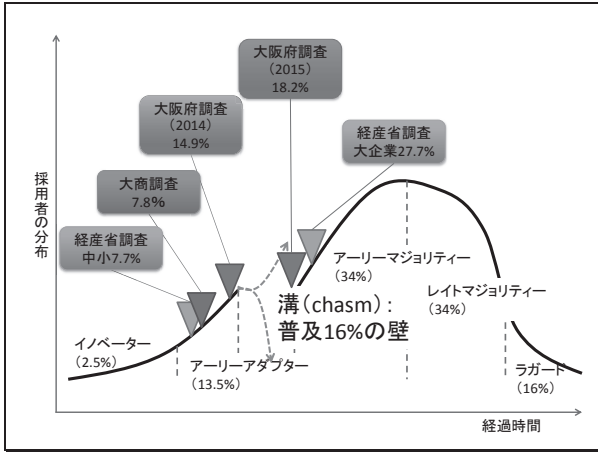 大阪府調査
(2015)
18.2%
大阪府調査
(2014)
14.9%
経産省調査
大企業27.7%
大商調査
7.8%
経産省調査
中小7.7%
採用者の分布
アーリーマジョリティー
(34%)
レイトマジョリティー
(34%)
溝(chasm):
普及16%の壁
イノベーター
(2.5%)
アーリーアダプター
(13.5%)
ラガード
(16%)
経過時間